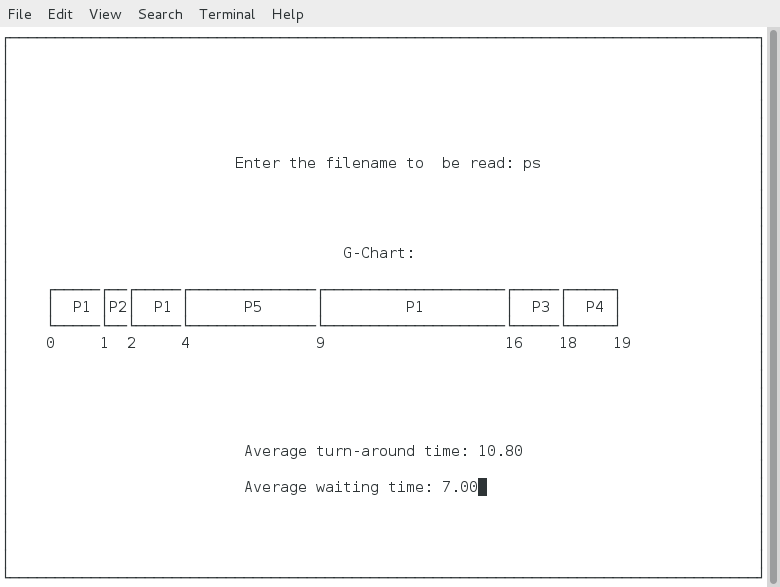 File Edit View Search Terminal Help
Enter the filename to  be read: ps
G-Chart:
P1 P2 P1 P5 P1 P3 P4
0 1 2 4 9 16 18 19
Average turn-around time: 10.80
Average waiting time: 7.00